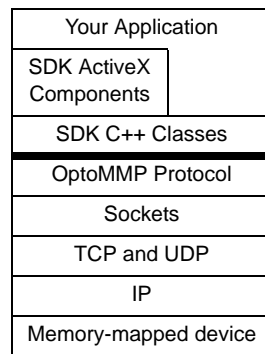 Your Application
SDK ActiveX
Components
SDK C++ Classes
OptoMMP Protocol
Sockets
TCP and UDP
IP
Memory-mapped device